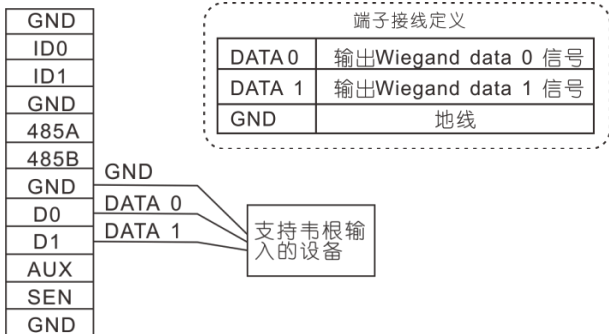 GND
ID0
ID1
GND
485A
485B
GND
D0
D1
AUX
SEN
GND
GND
DATA 0
DATA 1
支持韦根输
入的设备
端子接线定义
DATA 0 输出Wiegand data 0 信号
DATA 1 输出Wiegand data 1 信号
GND 地线